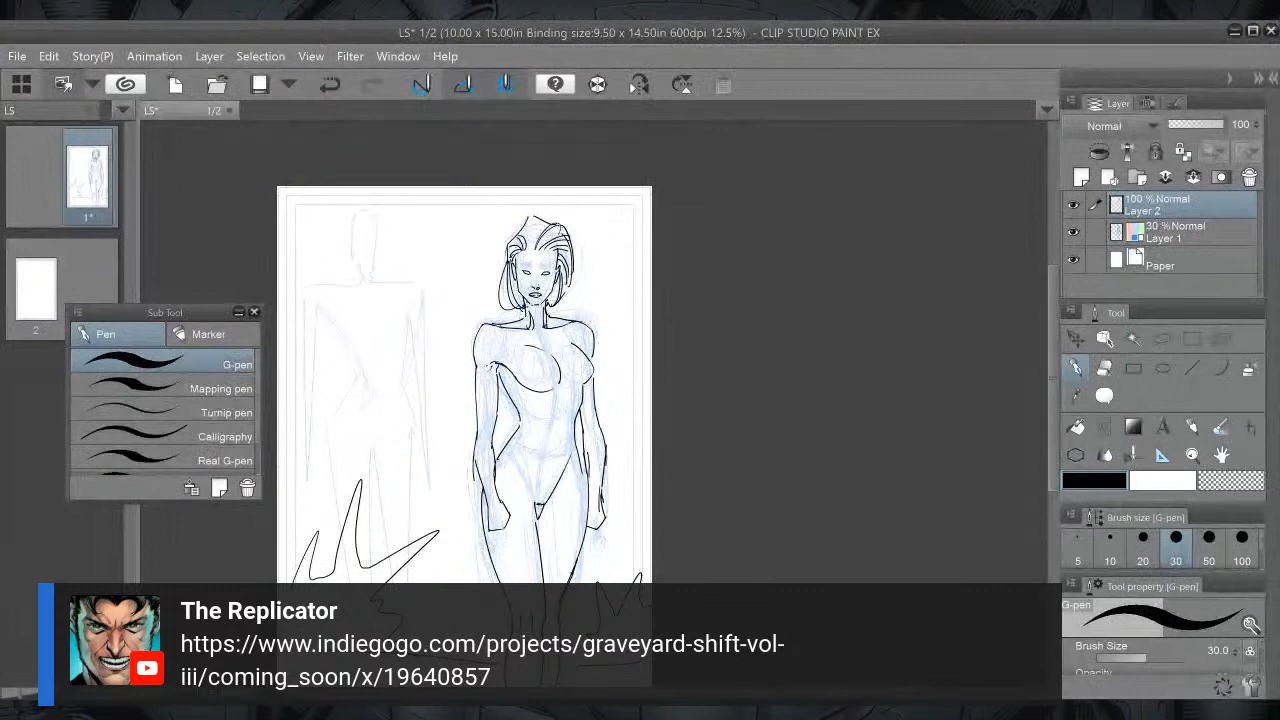 LS* 1/2 (10.00 x 15.00in Binding size:9.50 x 14.50in 600dpi 12.5%) - CLIP STUDIO PAINT EX
File Edit Story(P) Animation Layer Selection View Filter Window Help
LS
LS* 1/2
1*
2
Sub Tool
Pen Marker
G-pen
Mapping pen
Turnip pen
Calligraphy
Real G-pen
Layer
Normal 100
100 % Normal
Layer 2
30 % Normal
Layer 1
Paper
Tool
Brush size [G-pen]
5 10 20 30 50 100
Tool property [G-pen]
G-pen
Brush Size 30.0
Opacity
The Replicator
https://www.indiegogo.com/projects/graveyard-shift-vol-
iii/coming_soon/x/19640857